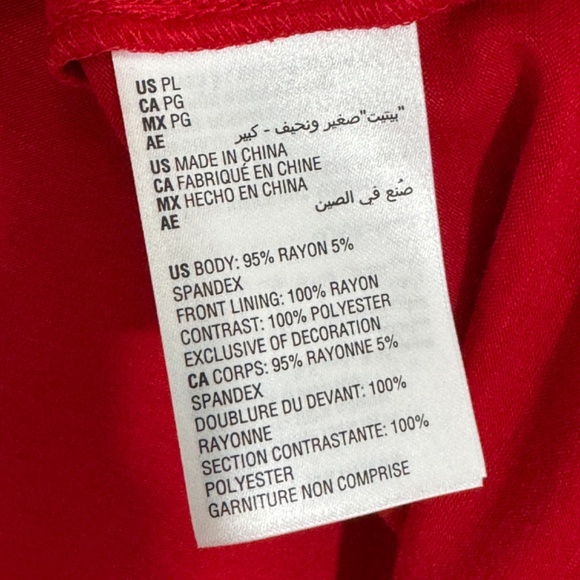 US PL
CA PG
MX PG
AE "بيتيت" صغير ونحيف - كبير
US MADE IN CHINA
CA FABRIQUÉ EN CHINE
MX HECHO EN CHINA
AE صُنع في الصين
US BODY: 95% RAYON 5%
SPANDEX
FRONT LINING: 100% RAYON
CONTRAST: 100% POLYESTER
EXCLUSIVE OF DECORATION
CA CORPS: 95% RAYONNE 5%
SPANDEX
DOUBLURE DU DEVANT: 100%
RAYONNE
SECTION CONTRASTANTE: 100%
POLYESTER
GARNITURE NON COMPRISE